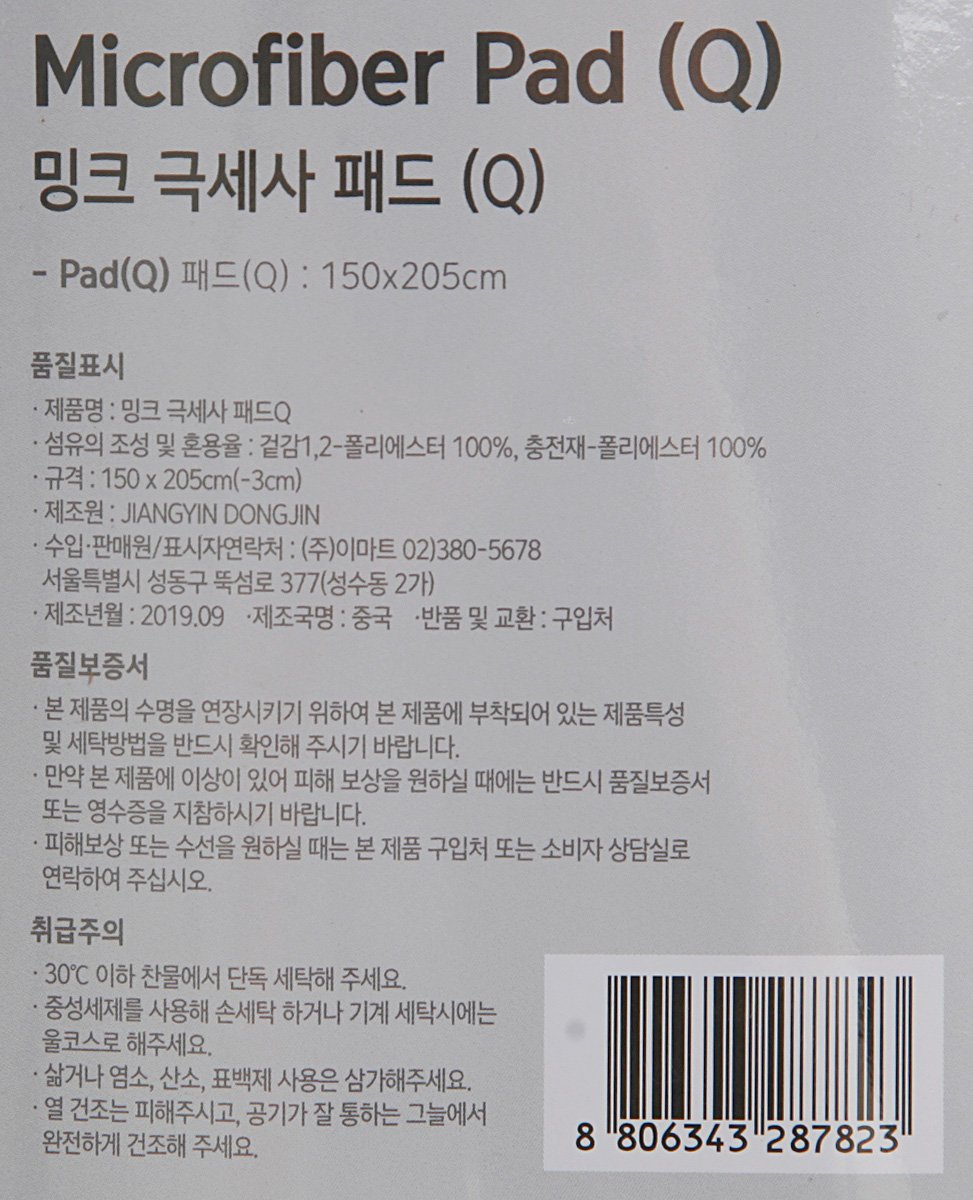 Microfiber Pad (Q)
밍크 극세사 패드 (Q)
- Pad(Q) 패드(Q) : 150x205cm
품질표시
· 제품명 : 밍크 극세사 패드Q
· 섬유의 조성 및 혼용율 : 겉감1,2-폴리에스터 100%, 충전재-폴리에스터 100%
· 규격 : 150 x 205cm(-3cm)
· 제조원 : JIANGYIN DONGJIN
· 수입·판매원/표시자연락처 : (주)이마트 02)380-5678
서울특별시 성동구 뚝섬로 377(성수동 2가)
· 제조년월 : 2019.09 ·제조국명 : 중국 ·반품 및 교환 : 구입처
품질보증서
· 본 제품의 수명을 연장시키기 위하여 본 제품에 부착되어 있는 제품특성
및 세탁방법을 반드시 확인해 주시기 바랍니다.
· 만약 본 제품에 이상이 있어 피해 보상을 원하실 때에는 반드시 품질보증서
또는 영수증을 지참하시기 바랍니다.
· 피해보상 또는 수선을 원하실 때는 본 제품 구입처 또는 소비자 상담실로
연락하여 주십시오.
취급주의
· 30℃ 이하 찬물에서 단독 세탁해 주세요.
· 중성세제를 사용해 손세탁 하거나 기계 세탁시에는
울코스로 해주세요.
· 삶거나 염소, 산소, 표백제 사용은 삼가해주세요.
· 열 건조는 피해주시고, 공기가 잘 통하는 그늘에서
완전하게 건조해 주세요.
8 806343 287823